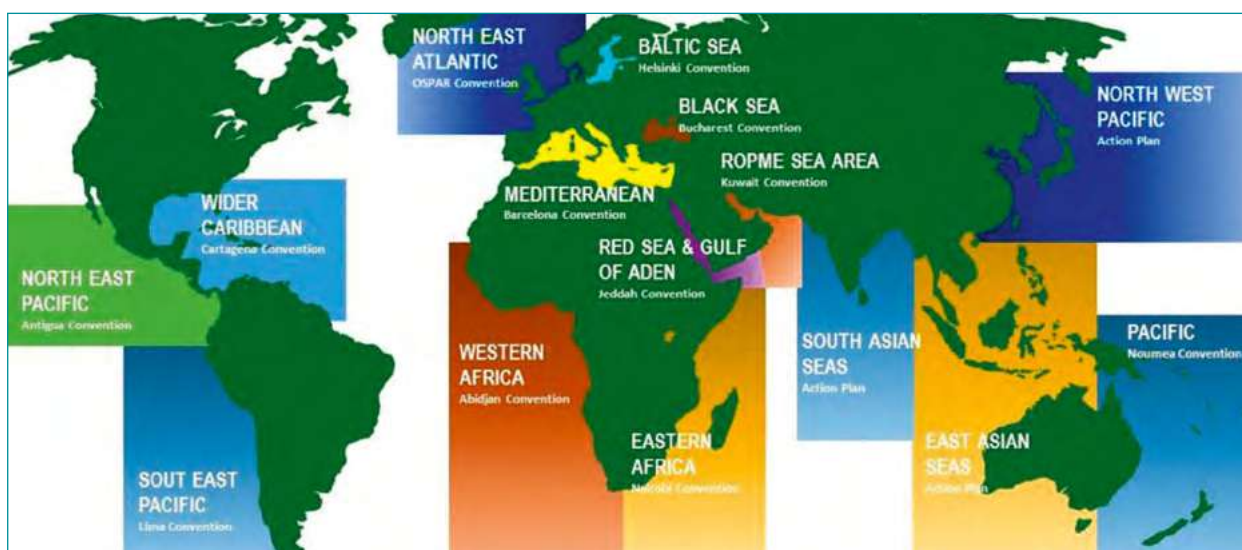 NORTH EAST
ATLANTIC
OSPAR Convention
BALTIC SEA
Helsinki Convention
BLACK SEA
Bucharest Convention
NORTH WEST
PACIFIC
Action Plan
ROPME SEA AREA
Kuwait Convention
MEDITERRANEAN
Barcelona Convention
WIDER
CARIBBEAN
Cartagena Convention
RED SEA & GULF
OF ADEN
Jeddah Convention
NORTH EAST
PACIFIC
Antigua Convention
SOUTH ASIAN
SEAS
Action Plan
PACIFIC
Noumea Convention
WESTERN
AFRICA
Abidjan Convention
EASTERN
AFRICA
Nairobi Convention
EAST ASIAN
SEAS
Action Plan
SOUT EAST
PACIFIC
Lima Convention